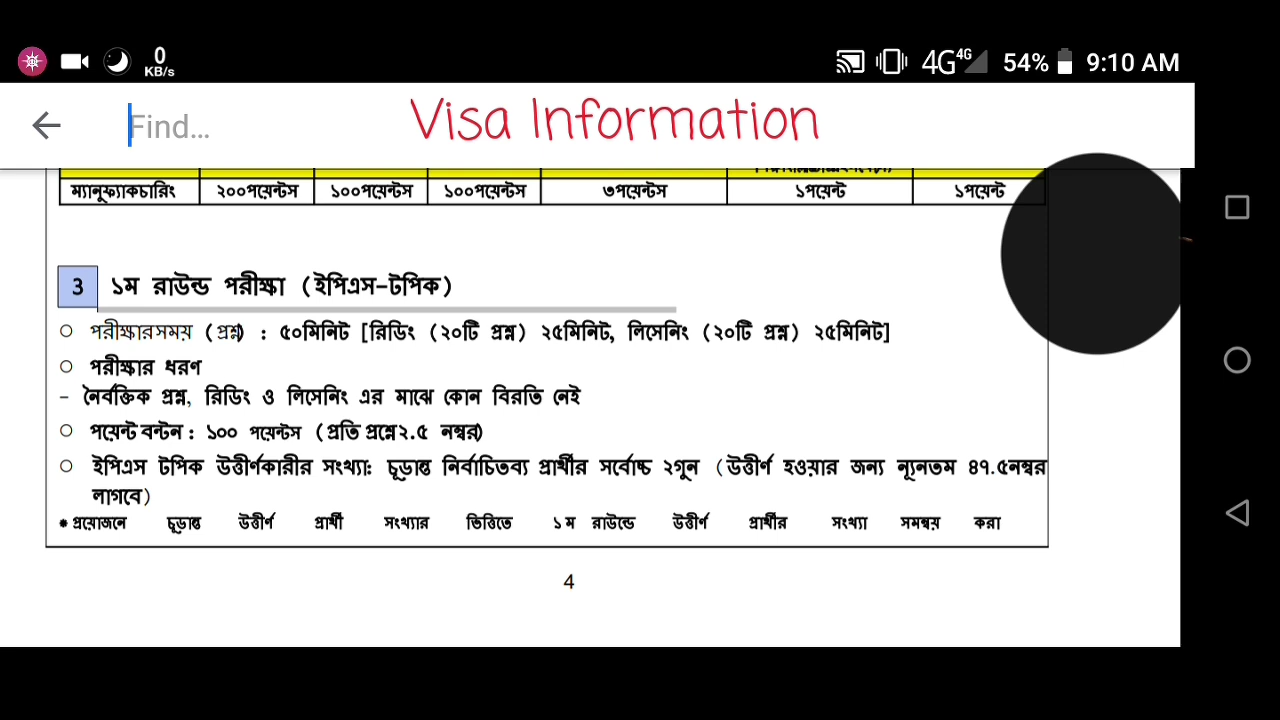 0
KB/s
4G 4G 54% 9:10 AM
Find...
Visa Information
ম্যানুফ্যাকচারিং ২০০পয়েন্টস ১০০পয়েন্টস ১০০পয়েন্টস ৩পয়েন্টস ১পয়েন্ট ১পয়েন্ট
3 ১ম রাউন্ড পরীক্ষা (ইপিএস-টপিক)
○ পরীক্ষারসময় (প্রশ্ন) : ৫০মিনিট [রিডিং (২০টি প্রশ্ন) ২৫মিনিট, লিসেনিং (২০টি প্রশ্ন) ২৫মিনিট]
○ পরীক্ষার ধরণ
- নৈর্বক্তিক প্রশ্ন, রিডিং ও লিসেনিং এর মাঝে কোন বিরতি নেই
○ পয়েন্ট বন্টন : ১০০ পয়েন্টস (প্রতি প্রশ্নে২.৫ নম্বর)
○ ইপিএস টপিক উত্তীর্ণকারীর সংখ্যা: চূড়ান্ত নির্বাচিতব্য প্রার্থীর সর্বোচ্চ ২গুন (উত্তীর্ণ হওয়ার জন্য ন্যূনতম ৪৭.৫নম্বর
লাগবে)
* প্রয়োজনে চূড়ান্ত উত্তীর্ণ প্রার্থী সংখ্যার ভিত্তিতে ১ম রাউন্ডে উত্তীর্ণ প্রার্থীর সংখ্যা সমন্বয় করা
4